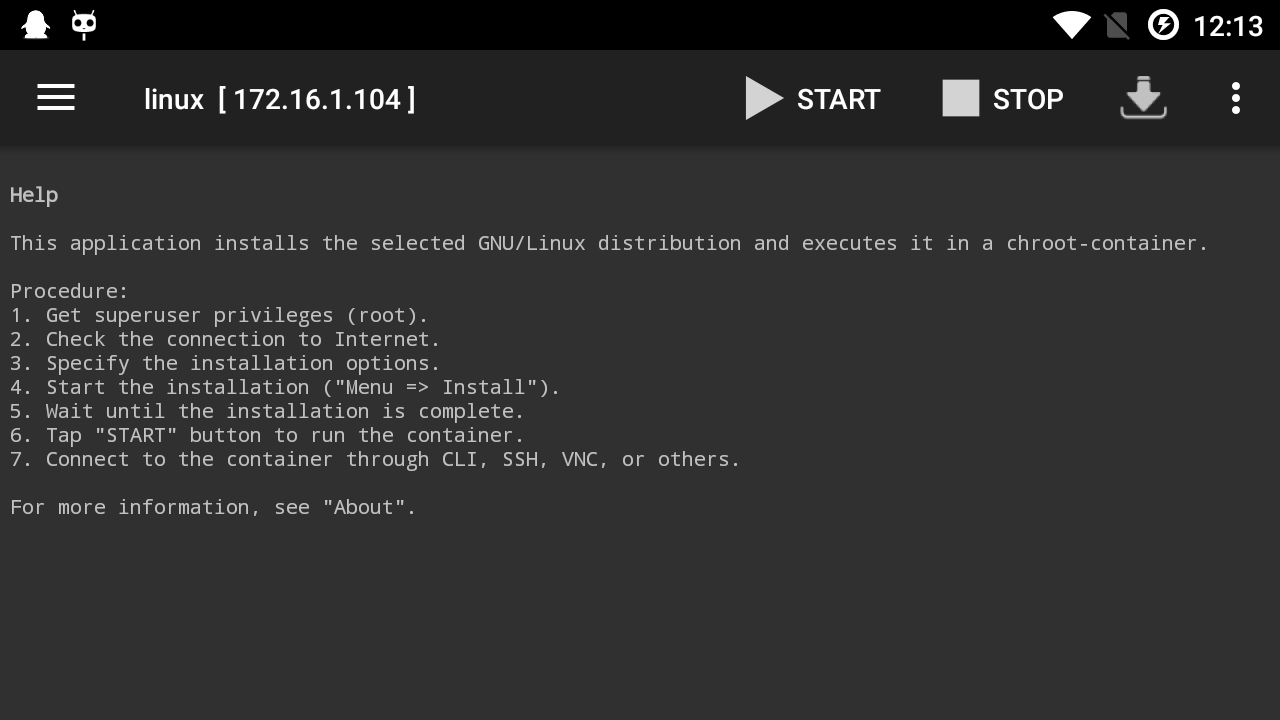 12:13
linux [ 172.16.1.104 ]
START
STOP
Help
This application installs the selected GNU/Linux distribution and executes it in a chroot-container.
Procedure:
1. Get superuser privileges (root).
2. Check the connection to Internet.
3. Specify the installation options.
4. Start the installation ("Menu => Install").
5. Wait until the installation is complete.
6. Tap "START" button to run the container.
7. Connect to the container through CLI, SSH, VNC, or others.
For more information, see "About".